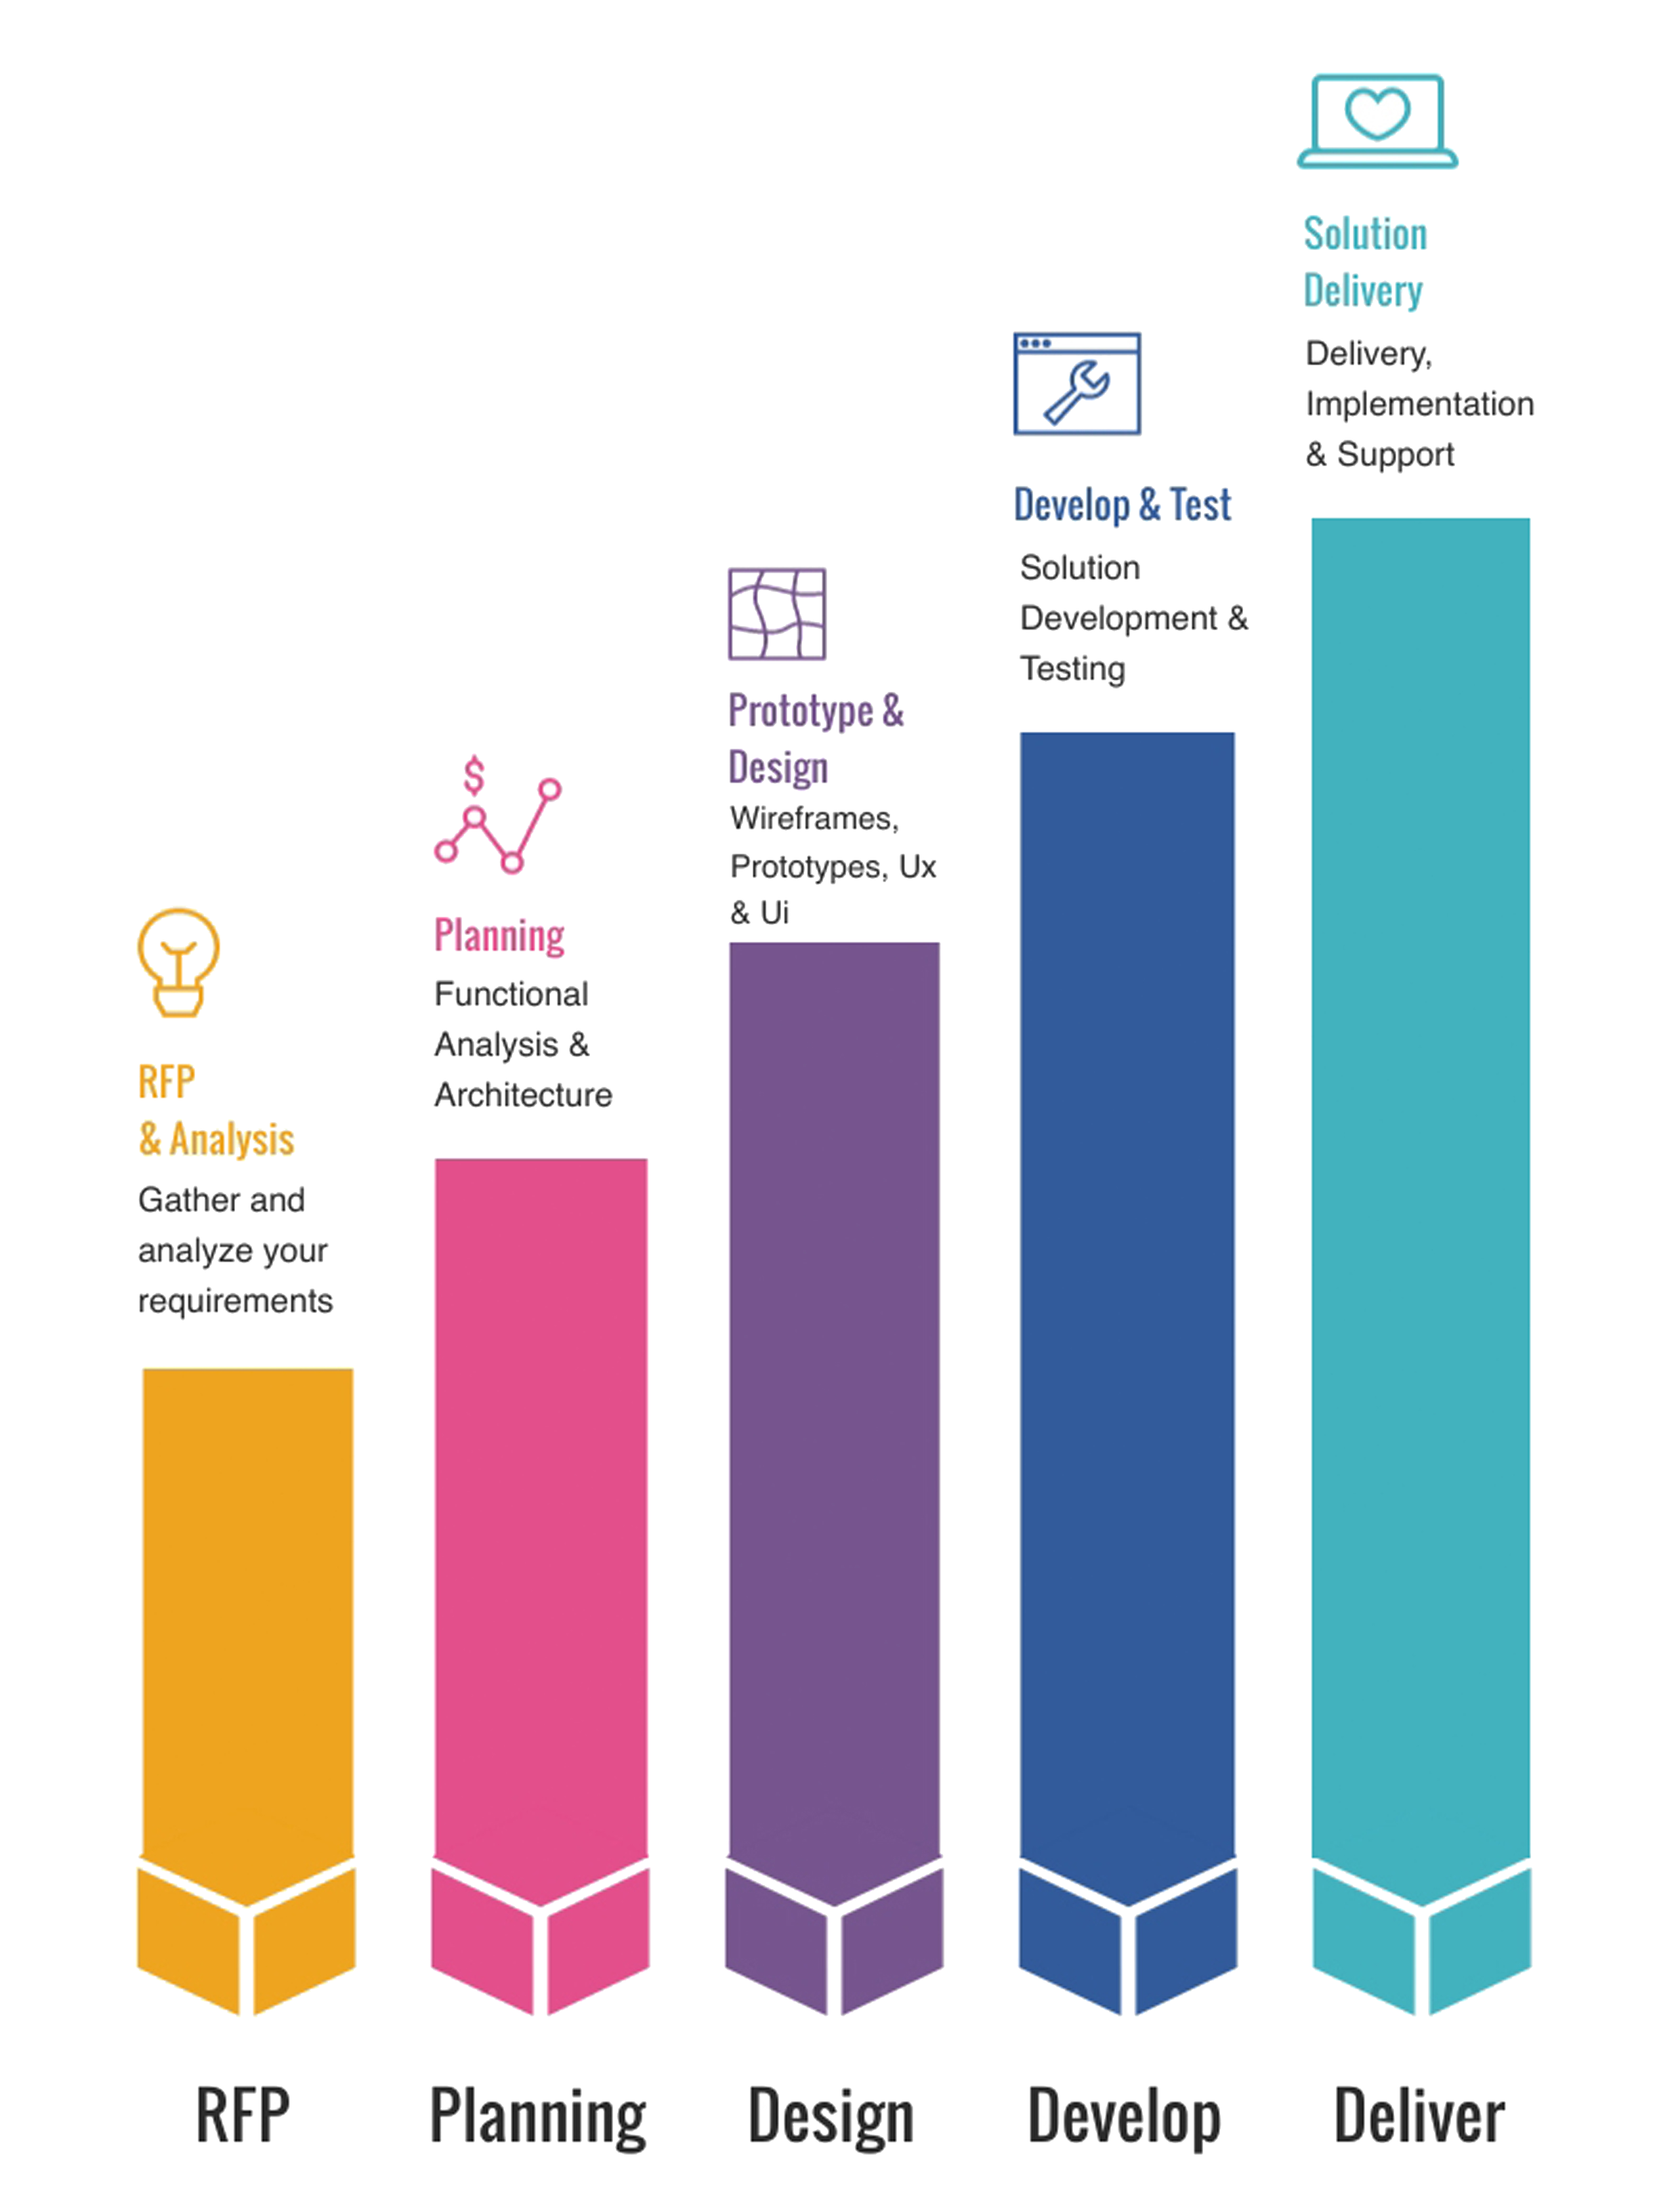 RFP
& Analysis
Gather and
analyze your
requirements
$
Planning
Functional
Analysis &
Architecture
Prototype &
Design
Wireframes,
Prototypes, Ux
& Ui
Develop & Test
Solution
Development &
Testing
Solution
Delivery
Delivery,
Implementation
& Support
RFP
Planning
Design
Develop
Deliver